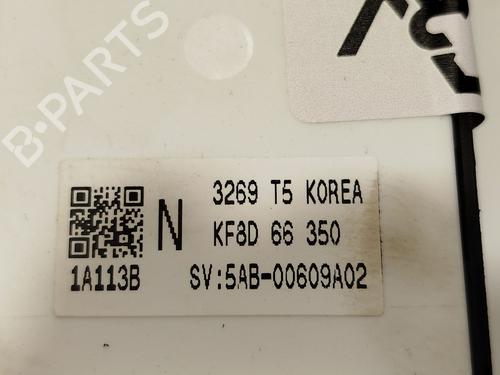 B-PARTS
N
3269 T5 KOREA
KF8D 66 350
1A113B
SV:5AB-00609A02